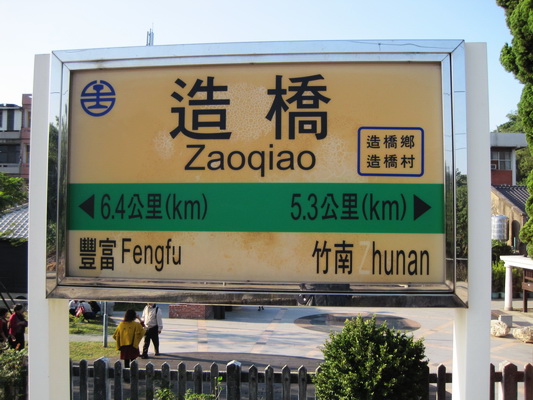 造橋
Zaoqiao
造橋鄉
造橋村
6.4公里(km) 5.3公里(km)
豐富 Fengfu 竹南 Zhunan